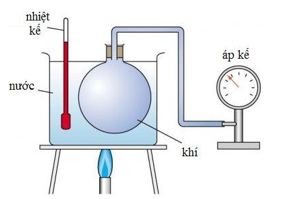 nhiệt
kế
áp kế
nước
khí